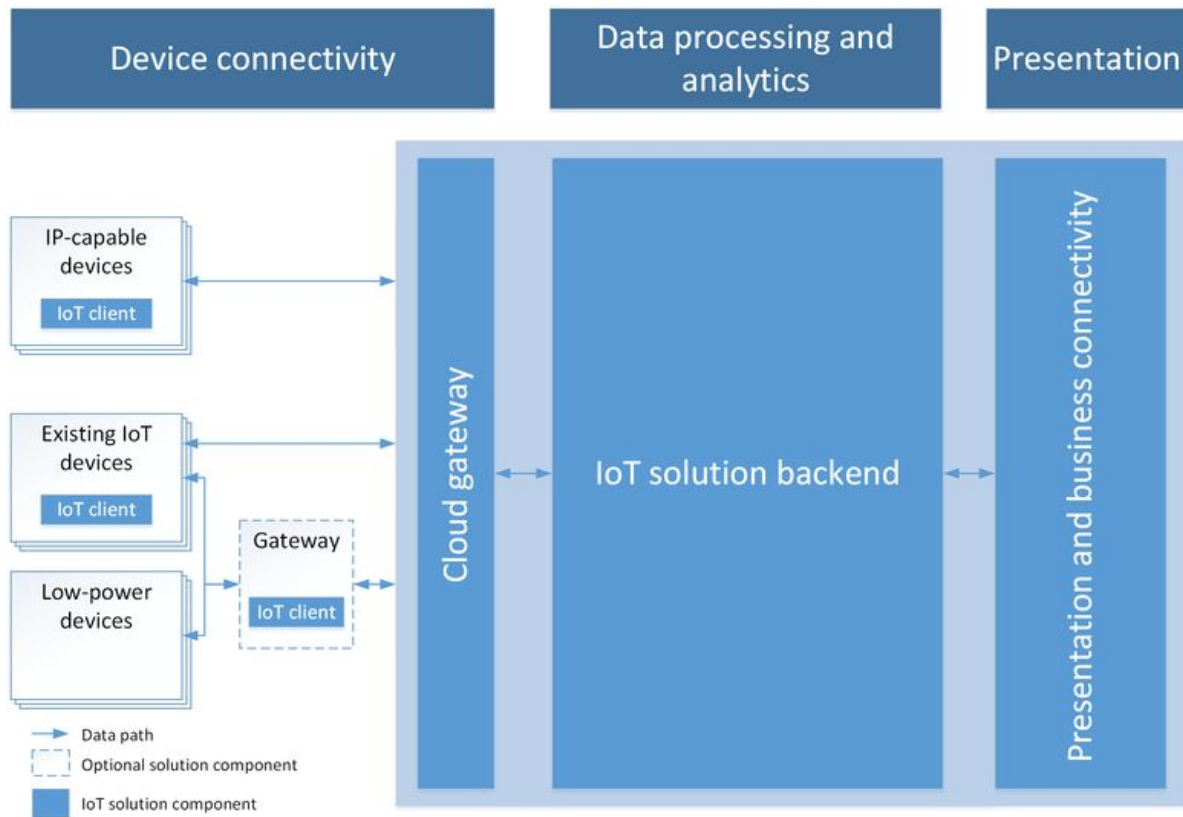 Device connectivity
Data processing and
analytics
Presentation
IP-capable
devices
IoT client
Existing IoT
devices
IoT client
Gateway
IoT client
Low-power
devices
Cloud gateway
IoT solution backend
Presentation and business connectivity
Data path
Optional solution component
IoT solution component